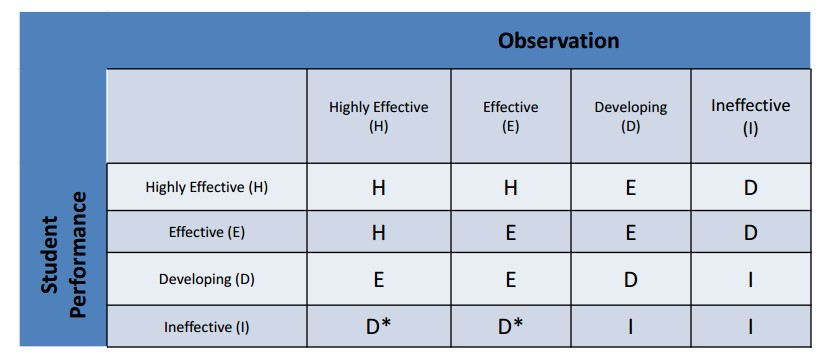 Observation
Highly Effective (H) Effective (E) Developing (D) Ineffective (I)
Student Performance
Highly Effective (H) H H E D
Effective (E) H E E D
Developing (D) E E D I
Ineffective (I) D* D* I I